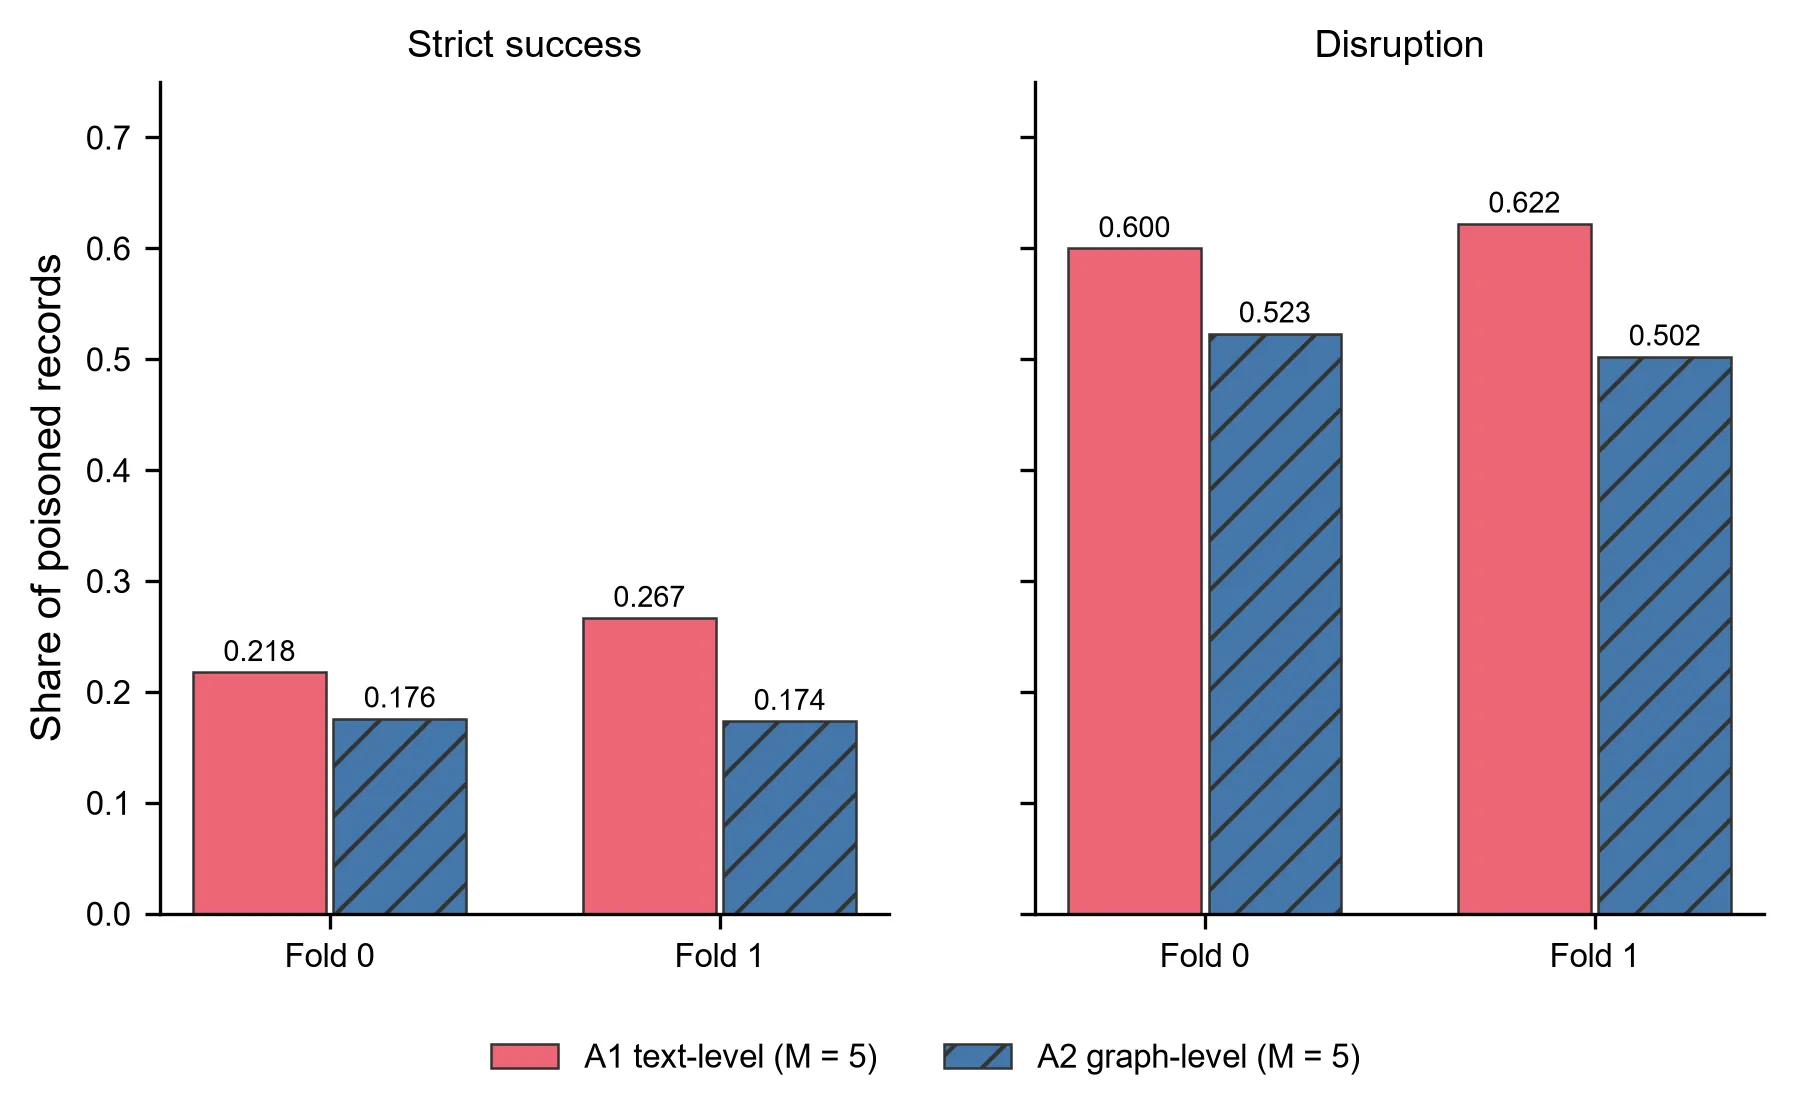 Strict success
Disruption
Share of poisoned records
0.7
0.6
0.5
0.4
0.3
0.2
0.1
0.0
0.218
0.176
0.267
0.174
0.600
0.523
0.622
0.502
Fold 0
Fold 1
Fold 0
Fold 1
A1 text-level (M = 5)
A2 graph-level (M = 5)